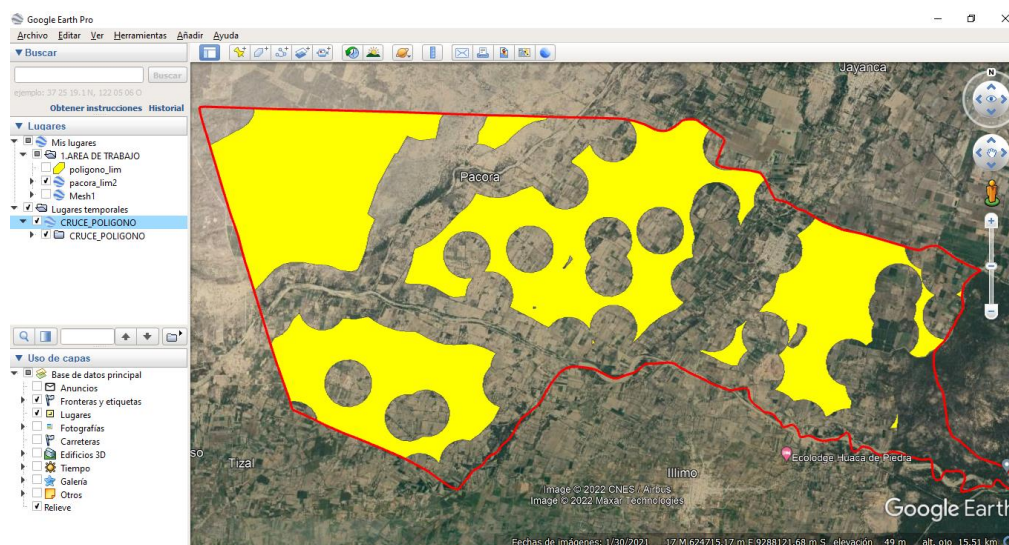 Google Earth Pro
Archivo Editar Ver Herramientas Añadir Ayuda
Buscar
Buscar
ejemplo: 37 25 19.1 N, 122 05 06 O
Obtener instrucciones Historial
Lugares
Mis lugares
1.AREA DE TRABAJO
poligono_lim
pacora_lim2
Mesh1
Lugares temporales
CRUCE_POLIGONO
CRUCE_POLIGONO
Uso de capas
Base de datos principal
Anuncios
Fronteras y etiquetas
Lugares
Fotografías
Carreteras
Edificios 3D
Tiempo
Galería
Otros
Relieve
Jayanca
N
Pacora
so
Tizal
Illimo
Ecolodge Huaca de Piedra
Image © 2022 CNES / Airbus
Image © 2022 Maxar Technologies
Google Earth
Fechas de imágenes: 1/30/2021 17 M 624715.17 m E 9288121.68 m S elevación 49 m alt. ojo 15.51 km